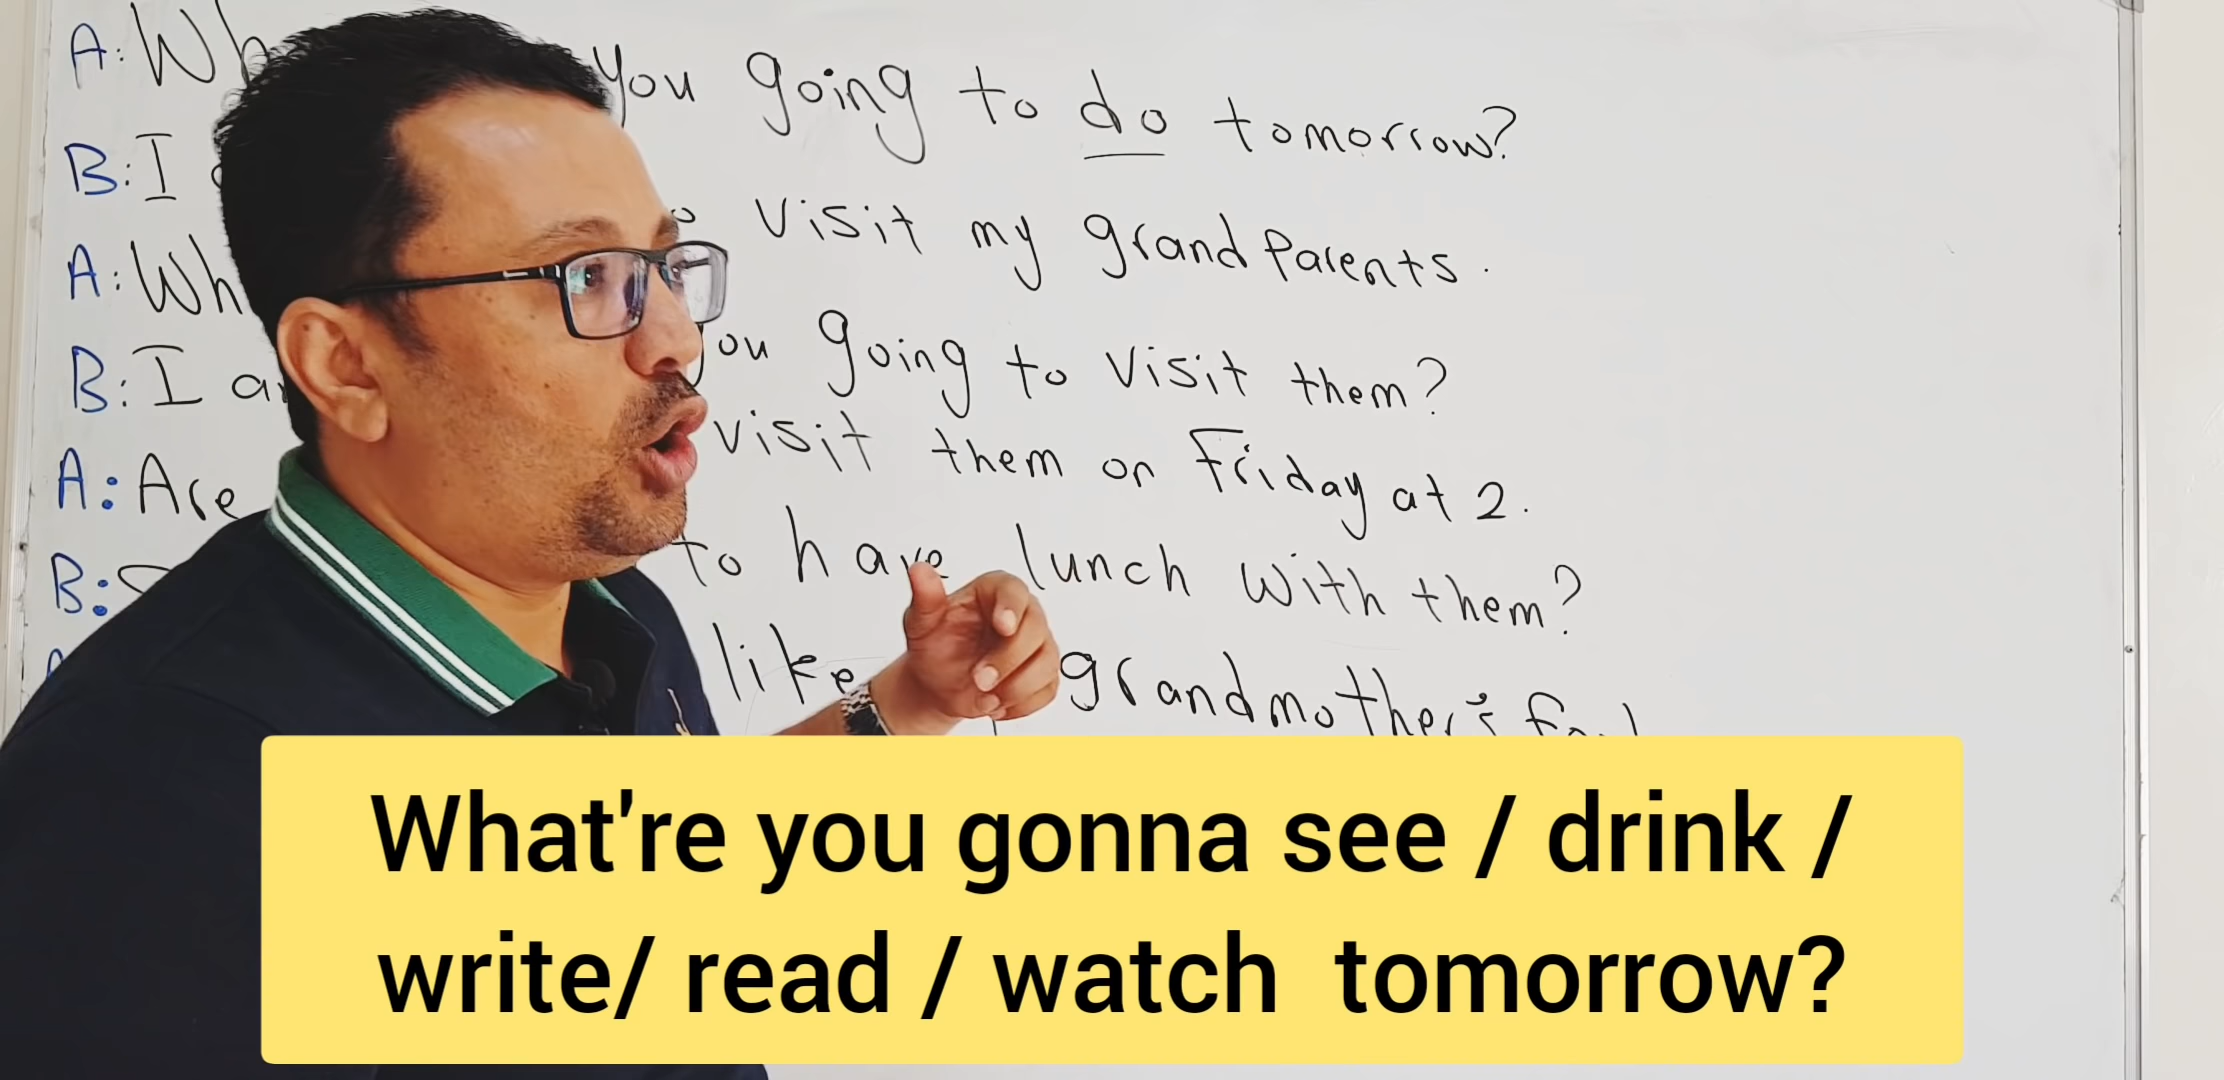 A: Wh you going to do tomorrow?
B: I visit my grandparents.
A: Wh you going to visit them?
B: I a visit them on Friday at 2.
A: Are to have lunch with them?
B: like grandmother's
What're you gonna see / drink /
write/ read / watch tomorrow?